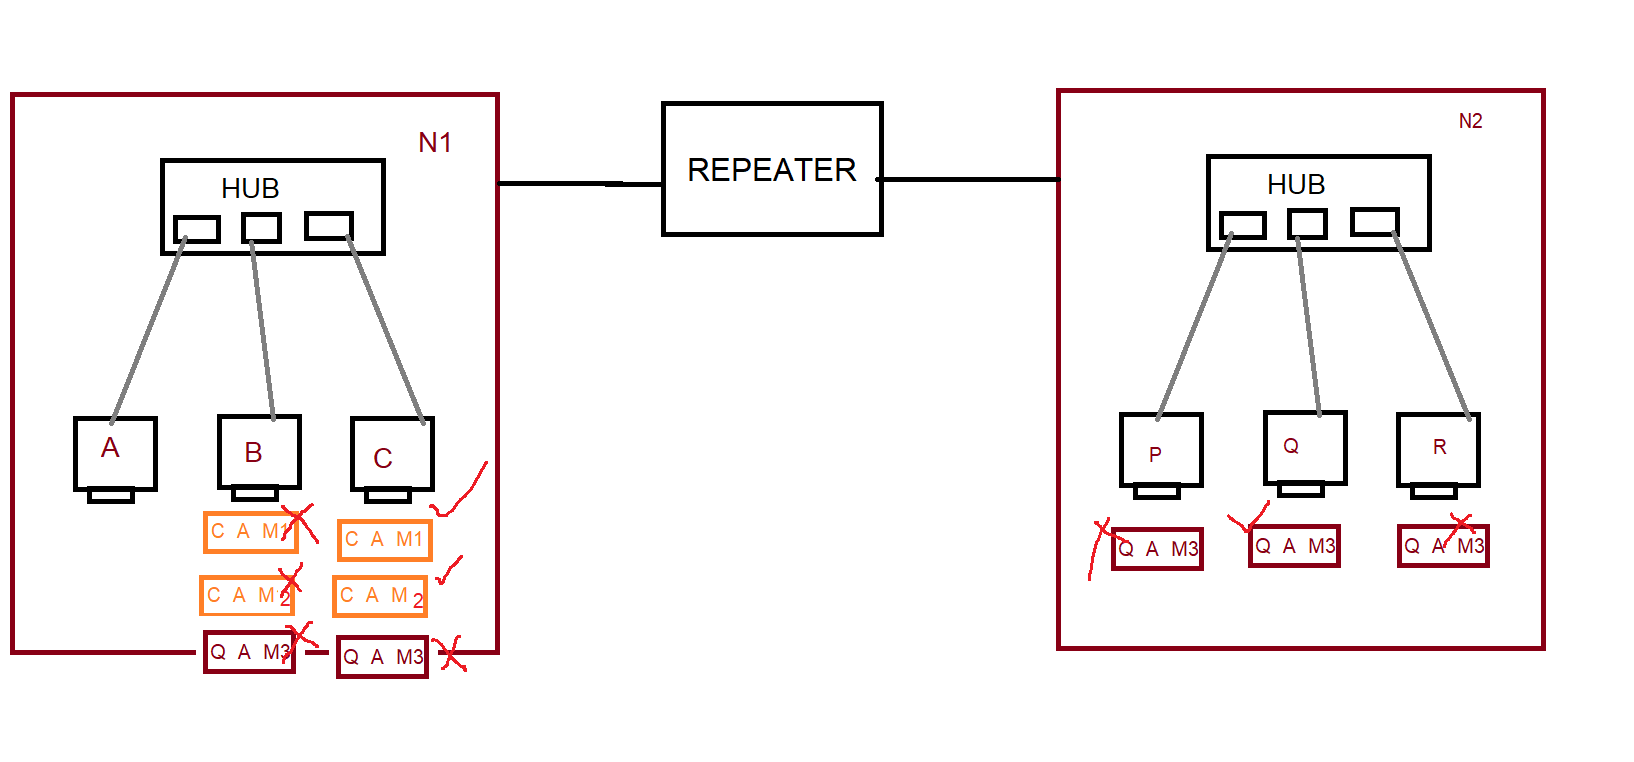 N1
HUB
A
B
C
C A M1
C A M1
C A M2
C A M2
Q A M3
Q A M3
REPEATER
N2
HUB
P
Q
R
Q A M3
Q A M3
Q A M3